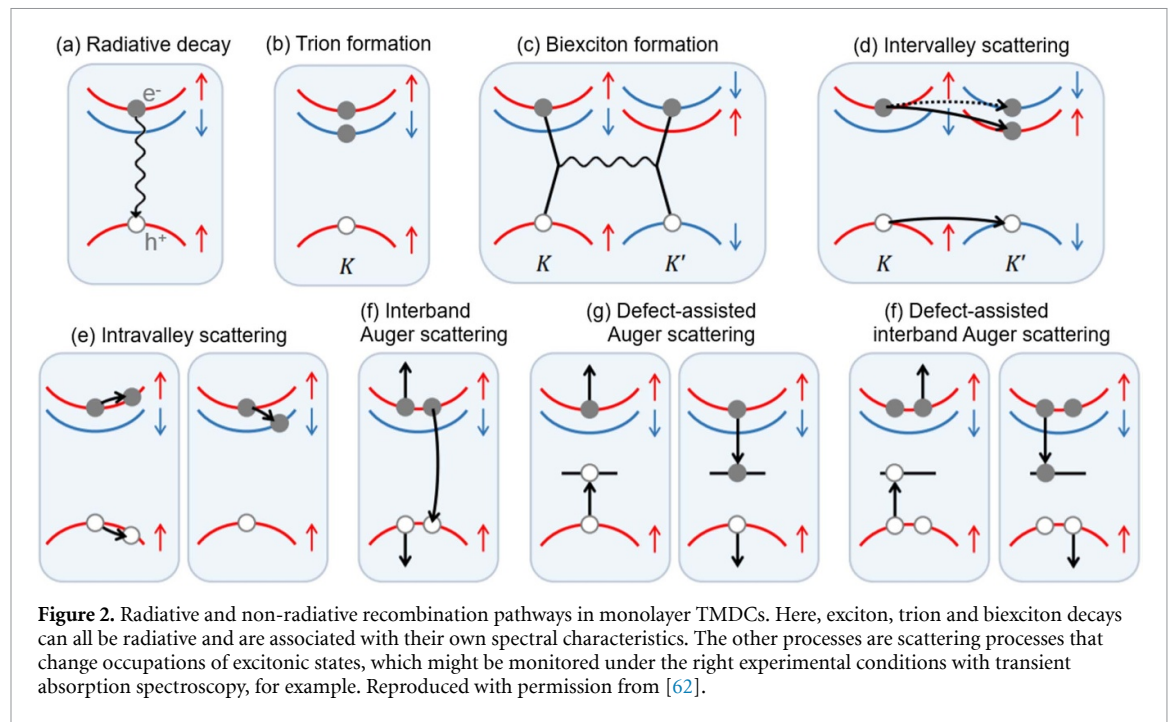 (a) Radiative decay
(b) Trion formation
(c) Biexciton formation
(d) Intervalley scattering
e-
h+
K
K K'
K K'
(e) Intravalley scattering
(f) Interband
Auger scattering
(g) Defect-assisted
Auger scattering
(f) Defect-assisted
interband Auger scattering
Figure 2. Radiative and non-radiative recombination pathways in monolayer TMDCs. Here, exciton, trion and biexciton decays
can all be radiative and are associated with their own spectral characteristics. The other processes are scattering processes that
change occupations of excitonic states, which might be monitored under the right experimental conditions with transient
absorption spectroscopy, for example. Reproduced with permission from [62].